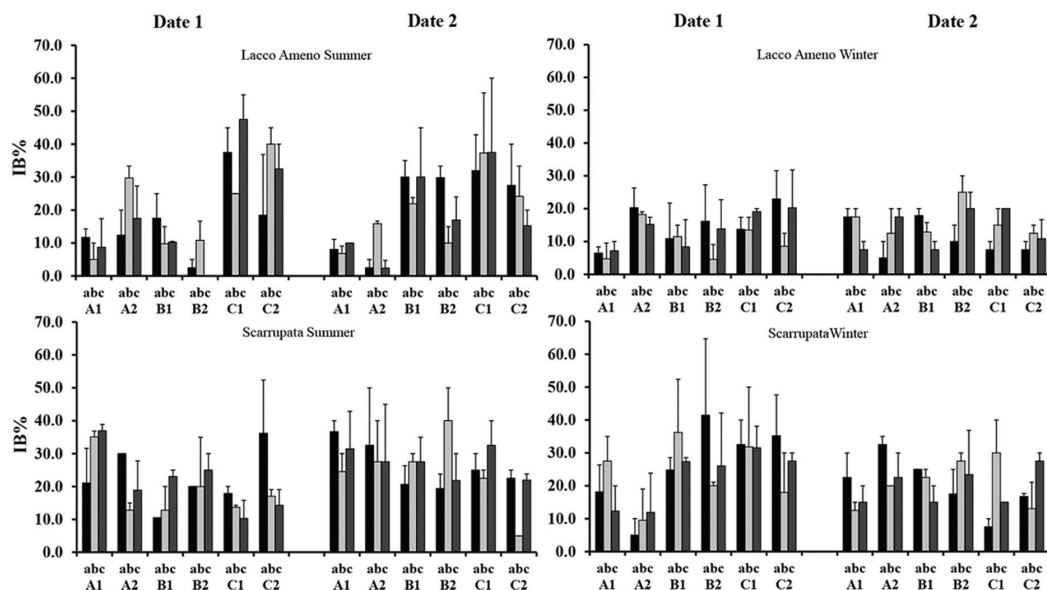 Date 1 Date 2 Date 1 Date 2
70.0 Lacco Ameno Summer 70.0 Lacco Ameno Winter
60.0 60.0
50.0 50.0
40.0 40.0
IB%
30.0 30.0
20.0 20.0
10.0 10.0
0.0 0.0
abc abc abc abc abc abc abc abc abc abc abc abc abc abc abc abc abc abc abc abc abc abc abc abc
A1 A2 B1 B2 C1 C2 A1 A2 B1 B2 C1 C2 A1 A2 B1 B2 C1 C2 A1 A2 B1 B2 C1 C2
70.0 Scarrupata Summer 70.0 ScarrupataWinter
60.0 60.0
50.0 50.0
40.0 40.0
IB%
30.0 30.0
20.0 20.0
10.0 10.0
0.0 0.0
abc abc abc abc abc abc abc abc abc abc abc abc abc abc abc abc abc abc abc abc abc abc abc abc
A1 A2 B1 B2 C1 C2 A1 A2 B1 B2 C1 C2 A1 A2 B1 B2 C1 C2 A1 A2 B1 B2 C1 C2